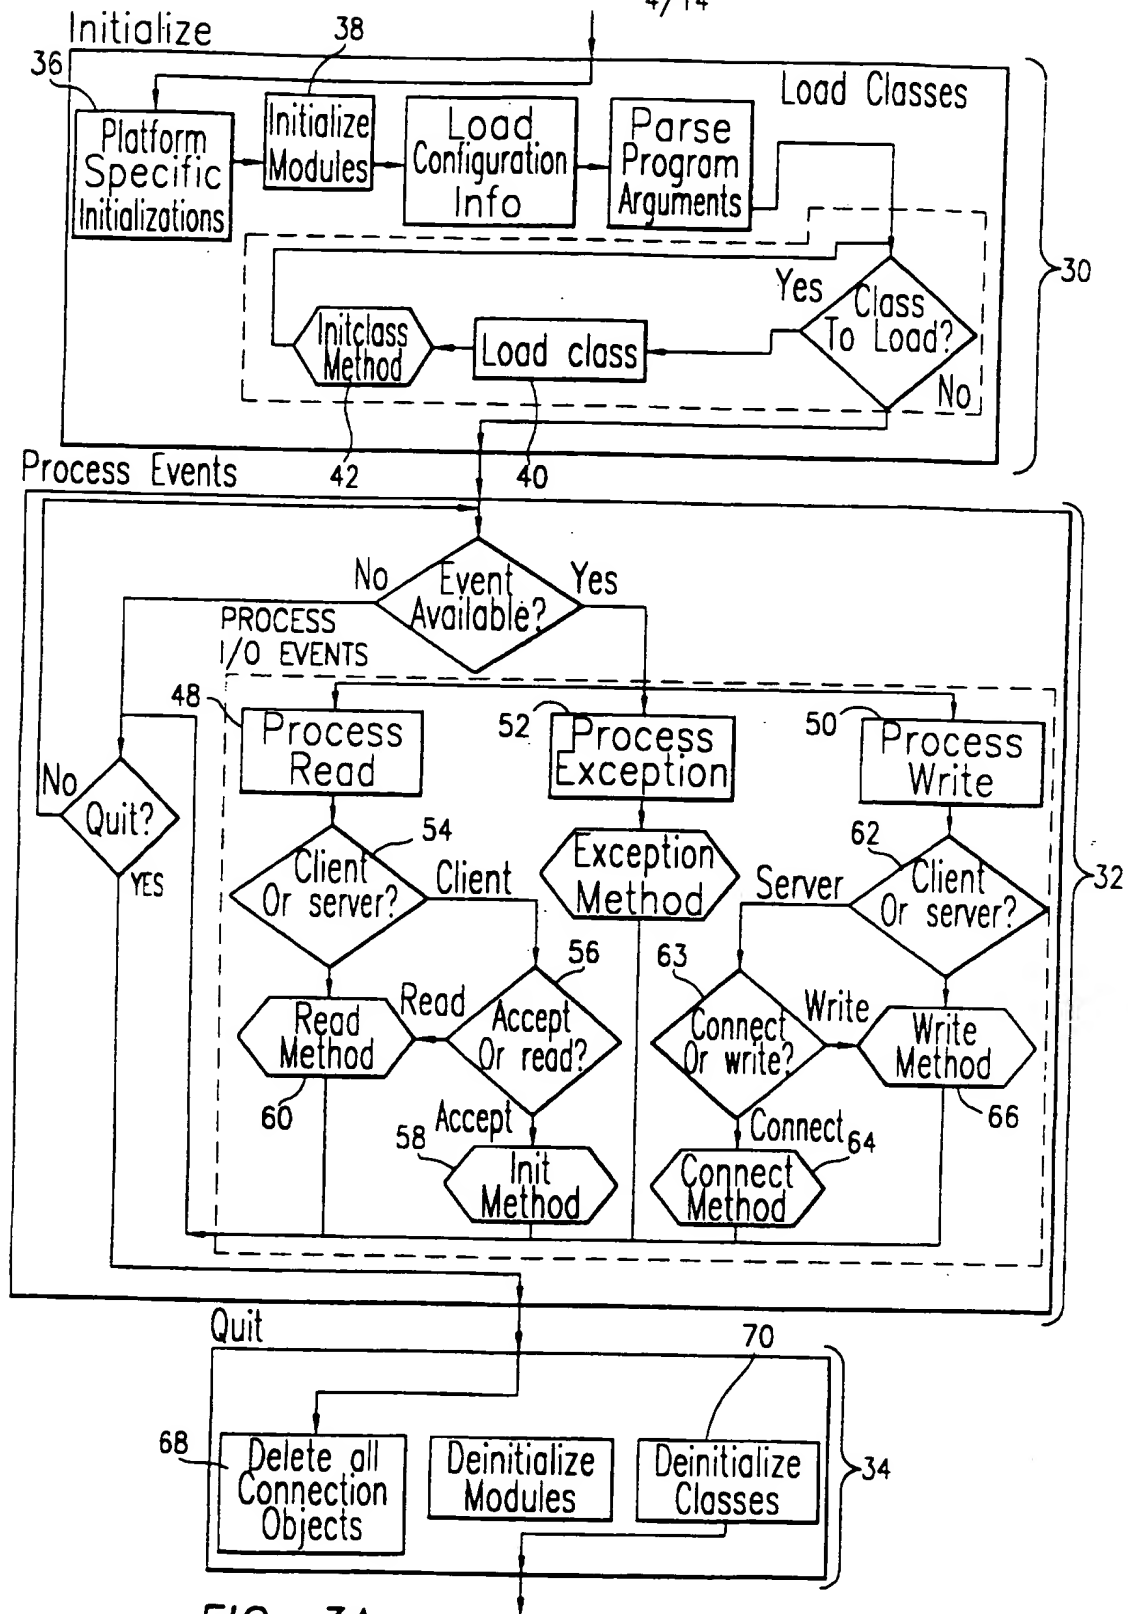 4/14
Initialize
38
36
Load Classes
Platform
Specific
Initializations
Initialize
Modules
Load
Configuration
Info
Parse
Program
Arguments
30
Yes
Class
To Load?
No
Initclass
Method
Load class
42
40
Process Events
No
Event
Available?
Yes
PROCESS
I/O EVENTS
48
Process
Read
52
Process
Exception
50
Process
Write
No
Quit?
YES
54
Client
Or server?
Client
Exception
Method
62
Server
Client
Or server?
32
56
63
Read
Method
Read
Accept
Or read?
Connect
Or write?
Write
Write
Method
60
Accept
66
58
Init
Method
Connect
64
Connect
Method
Quit
70
68
Delete all
Connection
Objects
Deinitialize
Modules
Deinitialize
Classes
34
FIG. 3A